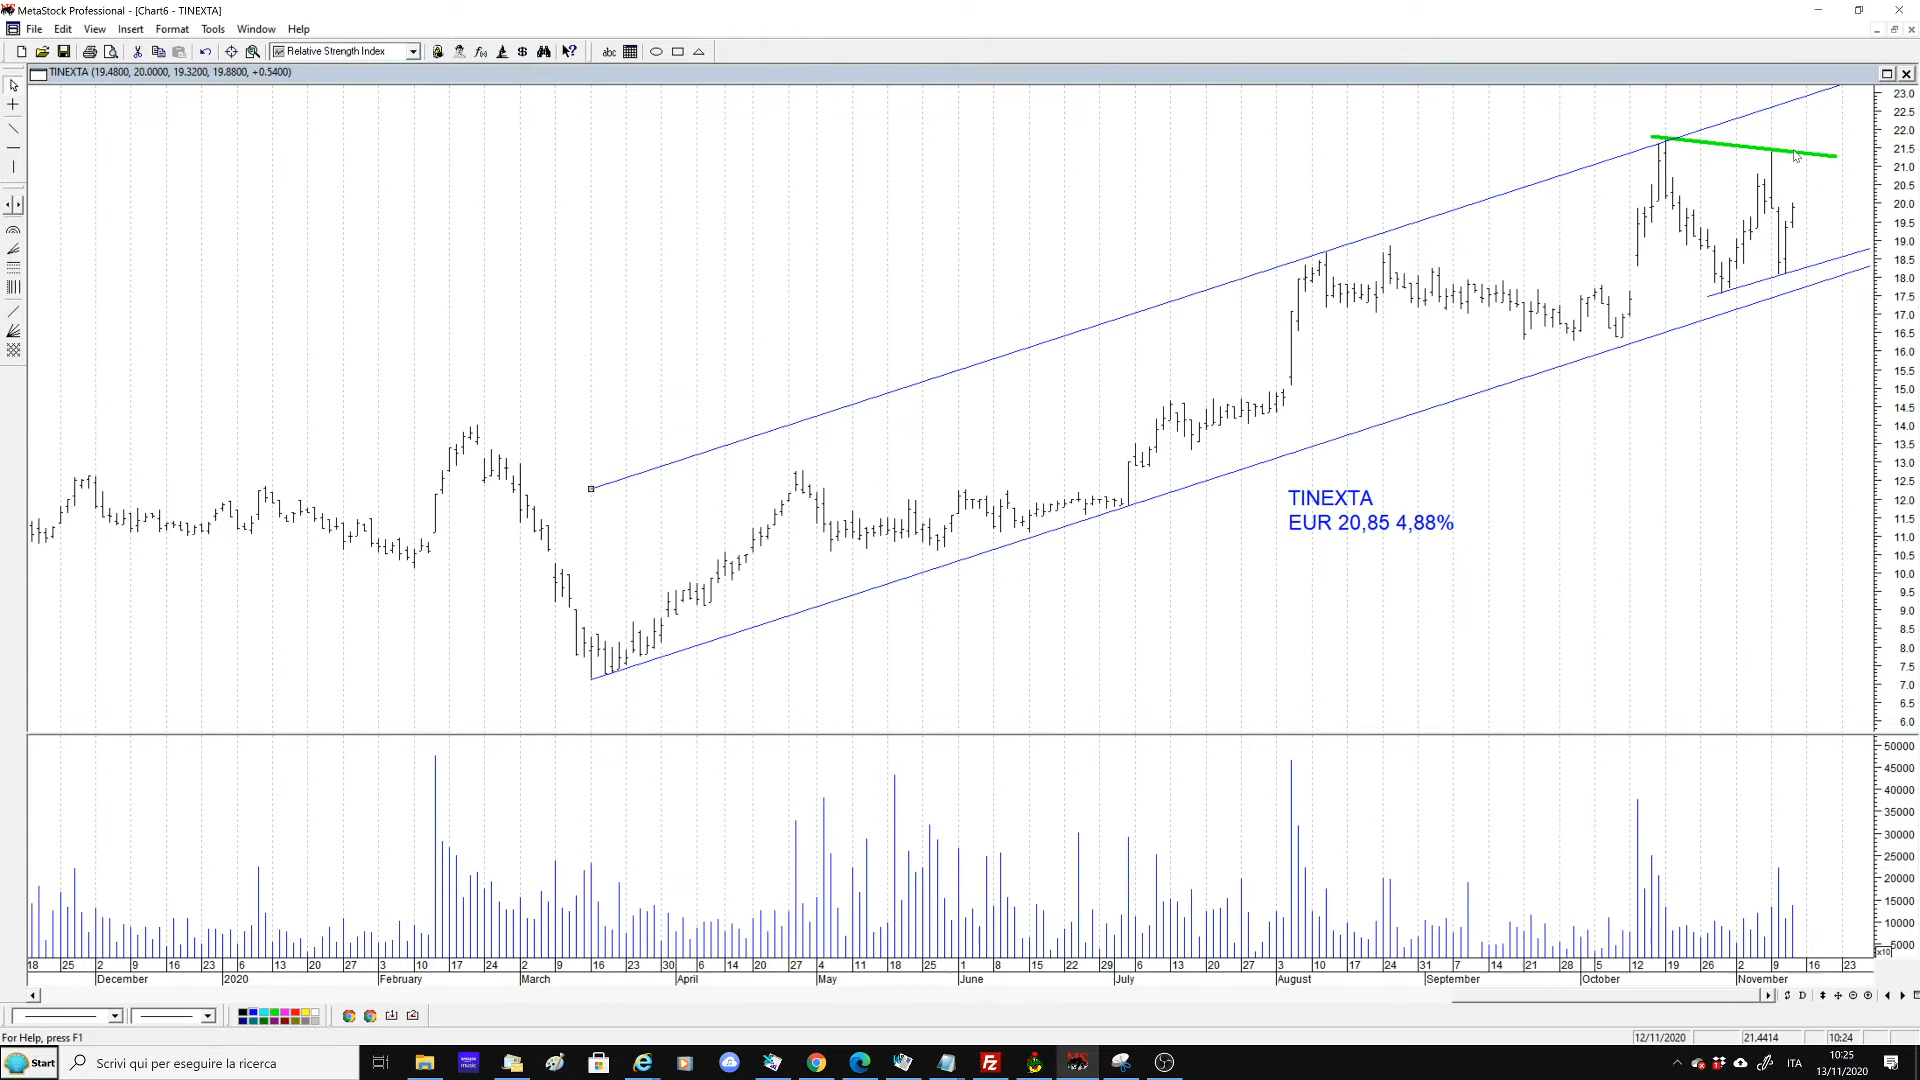 MetaStock Professional - [Chart6 - TINEXTA]
File Edit View Insert Format Tools Window Help
Relative Strength Index
abc
TINEXTA (19.4800, 20.0000, 19.3200, 19.8800, +0.5400)
23.0
22.5
22.0
21.5
21.0
20.5
20.0
19.5
19.0
18.5
18.0
17.5
17.0
16.5
16.0
15.5
15.0
14.5
14.0
13.5
13.0
12.5
12.0
11.5
11.0
10.5
10.0
9.5
9.0
8.5
8.0
7.5
7.0
6.5
6.0
TINEXTA
EUR 20,85 4,88%
50000
45000
40000
35000
30000
25000
20000
15000
10000
5000
x10
18 25 2 9 16 23 6 13 20 27 3 10 17 24 2 9 16 23 30 6 14 20 27 4 11 18 25 1 8 15 22 29 6 13 20 27 3 10 17 24 31 7 14 21 28 5 12 19 26 2 9 16 23
December 2020 February March April May June July August September October November
D
For Help, press F1
12/11/2020 21.4414 10:24
Start
Scrivi qui per eseguire la ricerca
amazon music
ITA
10:25
13/11/2020